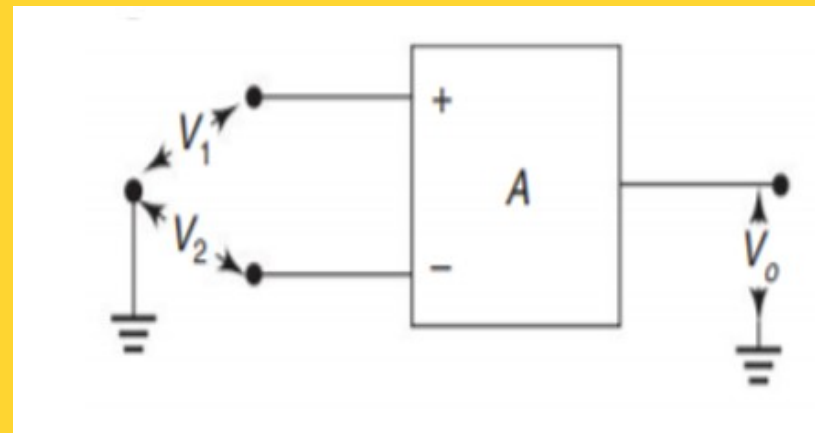 V₁
+
A
V₂
−
Vₒ